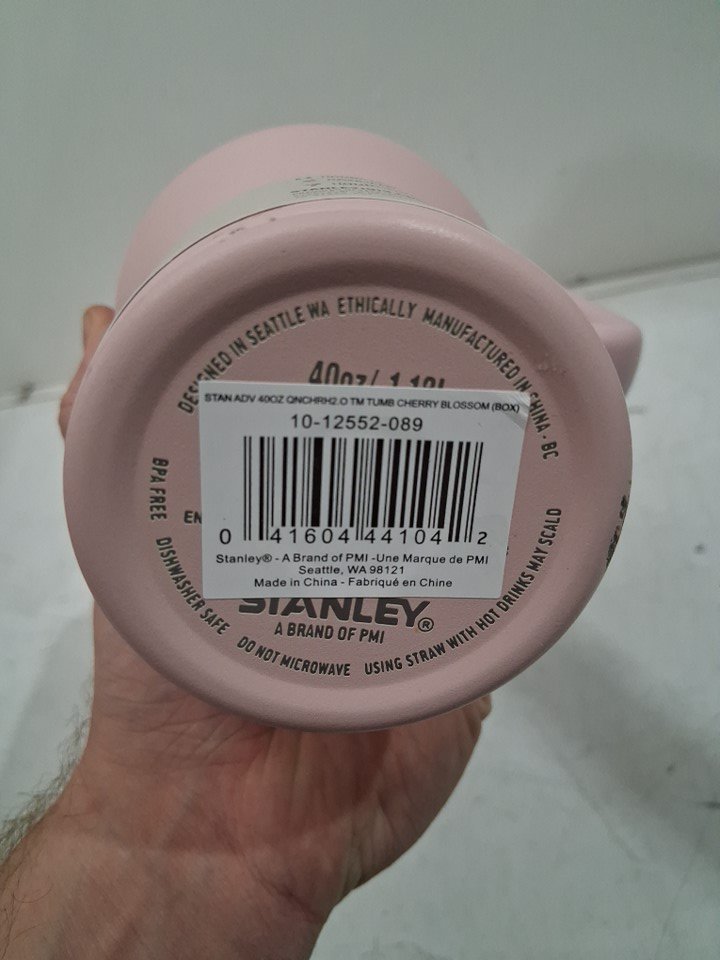 DESIGNED IN SEATTLE WA ETHICALLY MANUFACTURED IN CHINA - BC
40oz/
STAN ADV 40OZ QNCHRH2.O TM TUMB CHERRY BLOSSOM (BOX)
10-12552-089
0 41604 44104 2
Stanley® - A Brand of PMI -Une Marque de PMI
Seattle, WA 98121
Made in China - Fabriqué en Chine
STANLEY®
A BRAND OF PMI
BPA FREE DISHWASHER SAFE DO NOT MICROWAVE USING STRAW WITH HOT DRINKS MAY SCALD